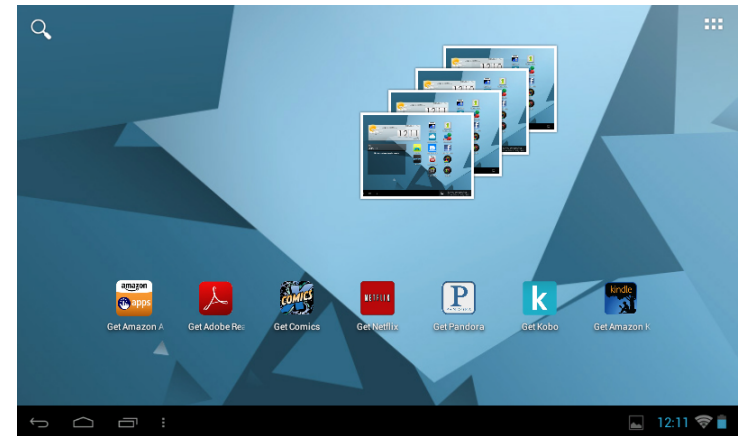 amazon
apps
COMICS
NETFLIX
P
PANDORA
k
kindle
Get Amazon A
Get Adobe Rea
Get Comics
Get Netflix
Get Pandora
Get Kobo
Get Amazon K
12:11